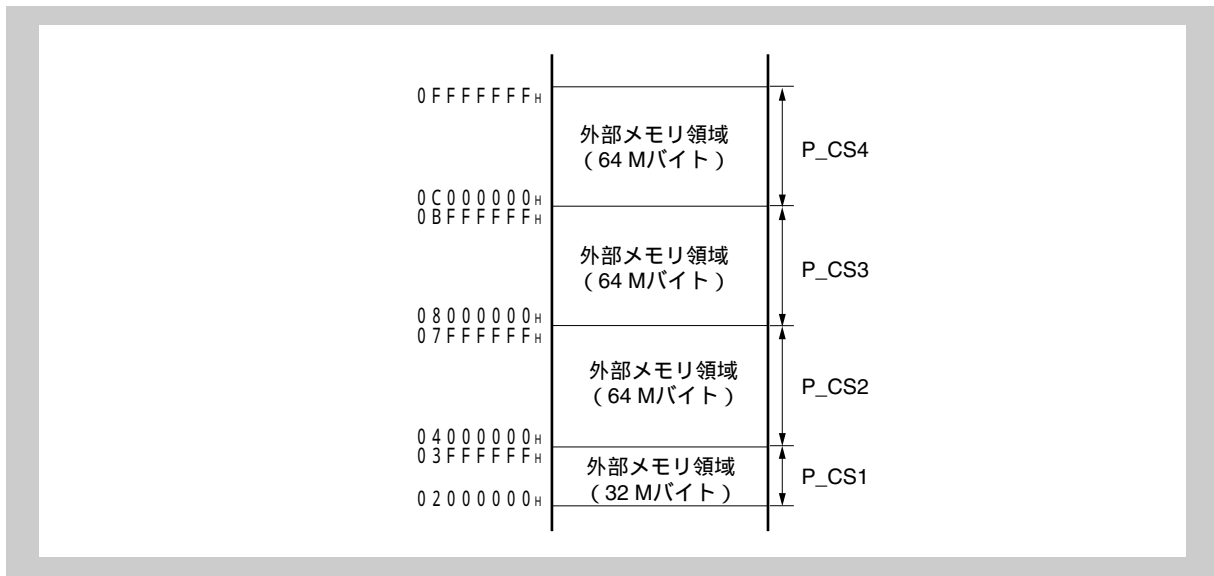 0FFFFFFFH
外部メモリ領域
(64 Mバイト)
P_CS4
0C000000H
0BFFFFFFH
外部メモリ領域
(64 Mバイト)
P_CS3
08000000H
07FFFFFFH
外部メモリ領域
(64 Mバイト)
P_CS2
04000000H
03FFFFFFH
外部メモリ領域
(32 Mバイト)
P_CS1
02000000H